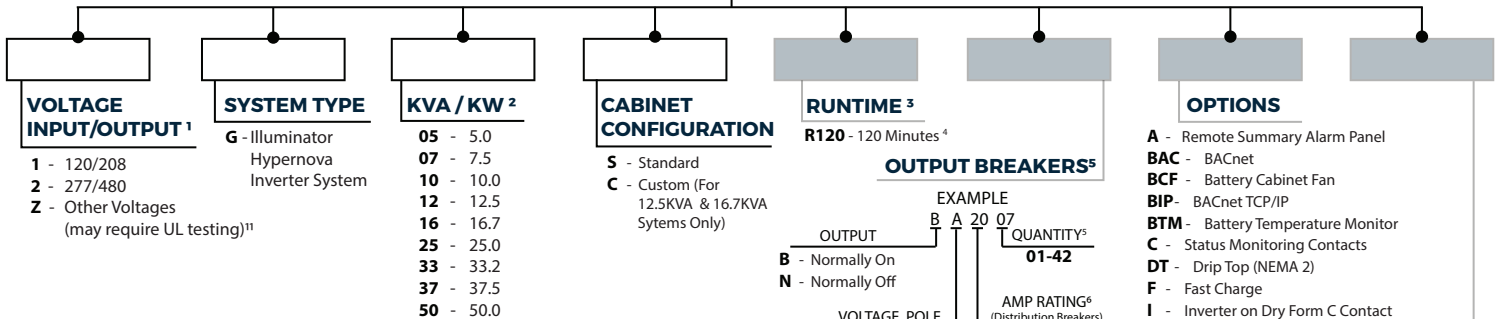 VOLTAGE
INPUT/OUTPUT ¹
1 - 120/208
2 - 277/480
Z - Other Voltages
(may require UL testing)¹¹
SYSTEM TYPE
G - Illuminator
Hypernova
Inverter System
KVA / KW ²
05 - 5.0
07 - 7.5
10 - 10.0
12 - 12.5
16 - 16.7
25 - 25.0
33 - 33.2
37 - 37.5
50 - 50.0
CABINET
CONFIGURATION
S - Standard
C - Custom (For
12.5KVA & 16.7KVA
Sytems Only)
RUNTIME ³
R120 - 120 Minutes ⁴
OUTPUT BREAKERS⁵
EXAMPLE
B A 20 07
OUTPUT
B - Normally On
N - Normally Off
QUANTITY⁵
01-42
VOLTAGE, POLE
AMP RATING⁶
(Distribution Breakers)
OPTIONS
A - Remote Summary Alarm Panel
BAC - BACnet
BCF - Battery Cabinet Fan
BIP- BACnet TCP/IP
BTM - Battery Temperature Monitor
C - Status Monitoring Contacts
DT - Drip Top (NEMA 2)
F - Fast Charge
I - Inverter on Dry Form C Contact